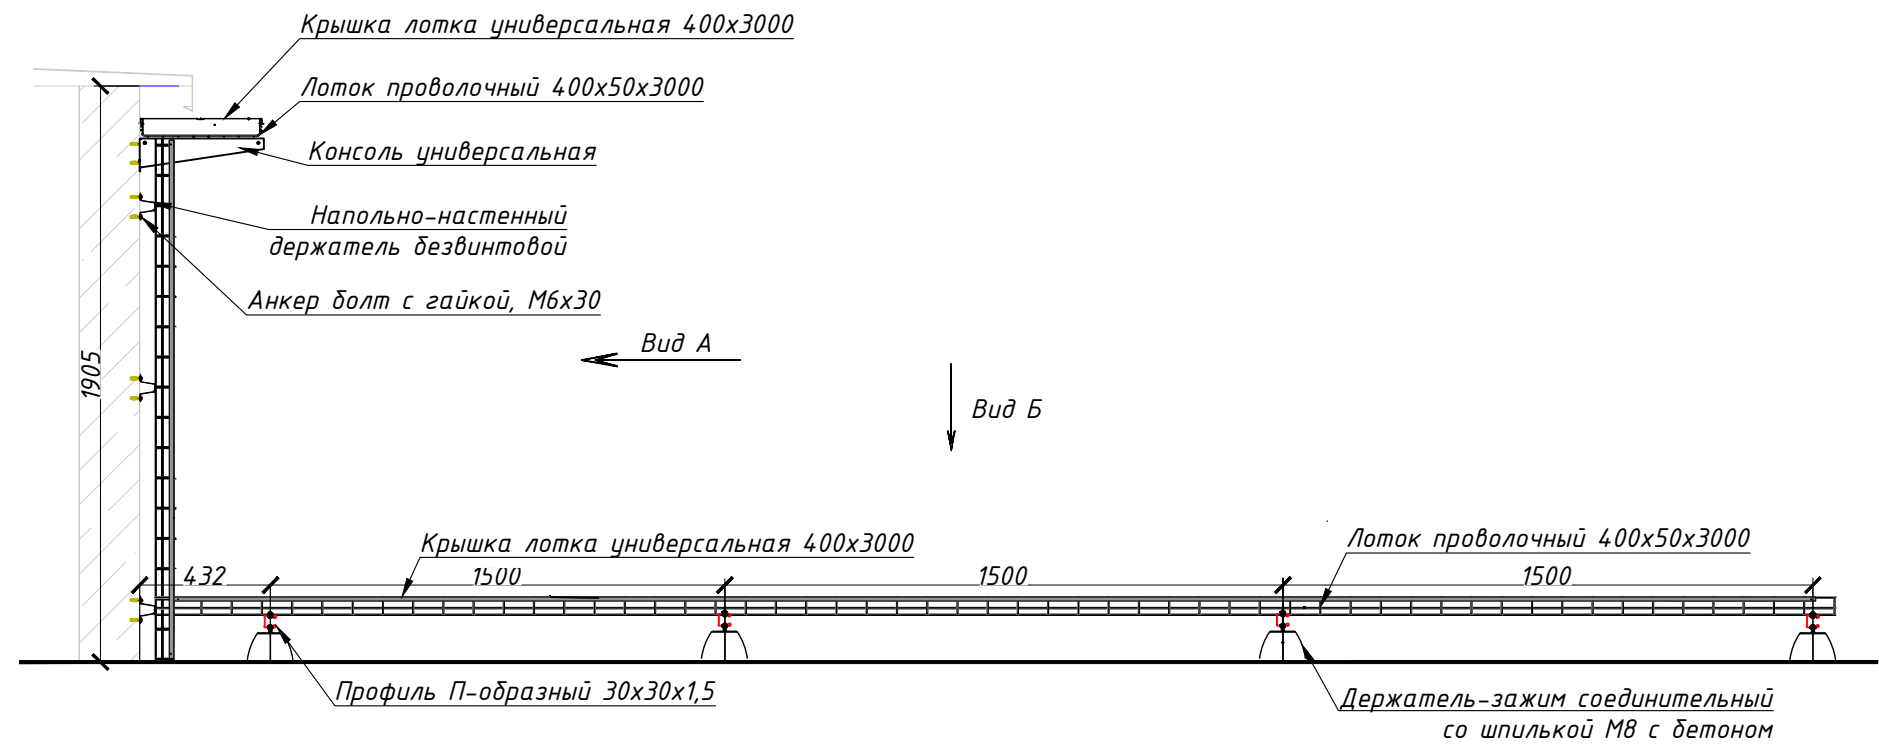 Крышка лотка универсальная 400х3000
Лоток проволочный 400х50х3000
Консоль универсальная
Напольно-настенный
держатель безвинтовой
Анкер болт с гайкой, М6х30
1905
Вид А
Вид Б
Крышка лотка универсальная 400х3000
Лоток проволочный 400х50х3000
432
1500
1500
1500
Профиль П-образный 30х30х1,5
Держатель-зажим соединительный
со шпилькой М8 с бетоном